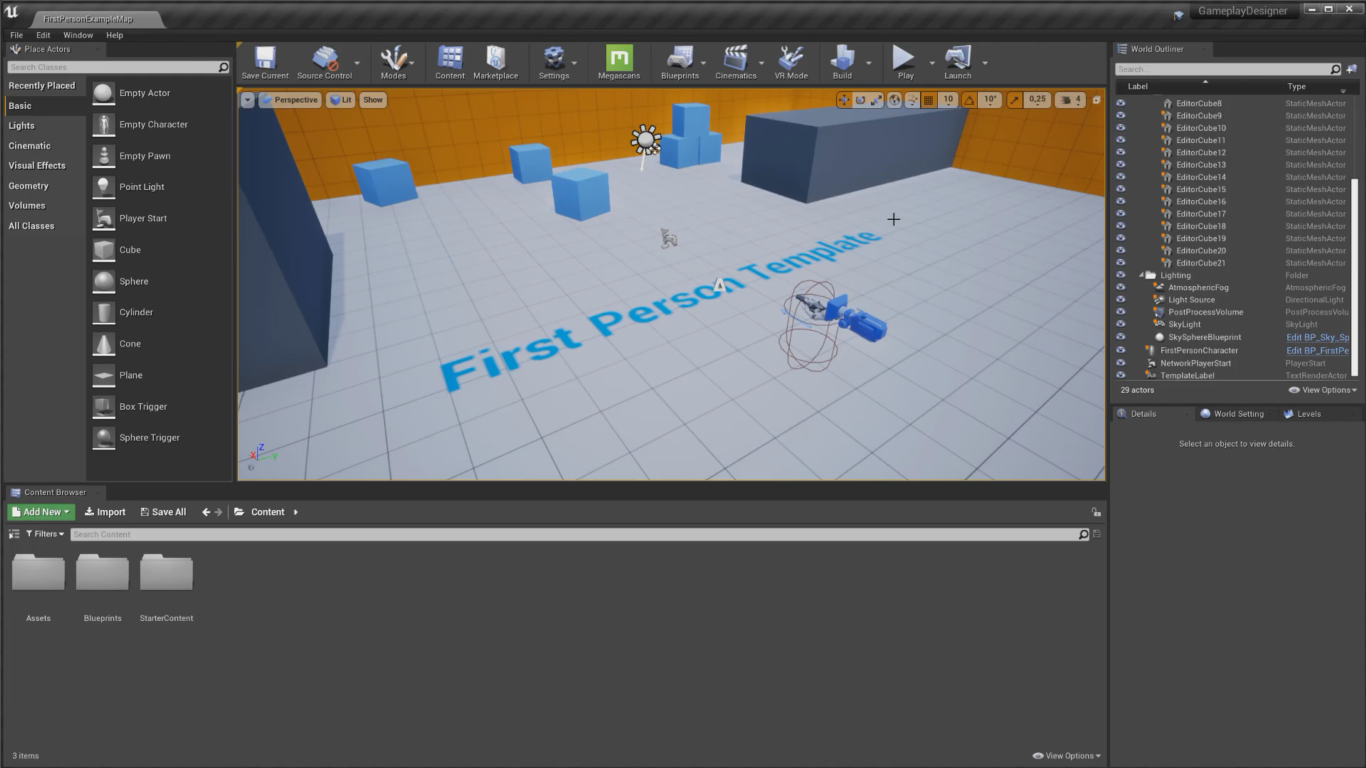 FirstPersonExampleMap
GameplayDesigner
File Edit Window Help
Place Actors
Search Classes
Recently Placed
Basic
Lights
Cinematic
Visual Effects
Geometry
Volumes
All Classes
Empty Actor
Empty Character
Empty Pawn
Point Light
Player Start
Cube
Sphere
Cylinder
Cone
Plane
Box Trigger
Sphere Trigger
Save Current
Source Control
Modes
Content
Marketplace
Settings
Megascans
Blueprints
Cinematics
VR Mode
Build
Play
Launch
Perspective Lit Show
10 10° 0,25 4
First Person Template
X Z Y
World Outliner
Search...
Label Type
EditorCube8 StaticMeshActor
EditorCube9 StaticMeshActor
EditorCube10 StaticMeshActor
EditorCube11 StaticMeshActor
EditorCube12 StaticMeshActor
EditorCube13 StaticMeshActor
EditorCube14 StaticMeshActor
EditorCube15 StaticMeshActor
EditorCube16 StaticMeshActor
EditorCube17 StaticMeshActor
EditorCube18 StaticMeshActor
EditorCube19 StaticMeshActor
EditorCube20 StaticMeshActor
EditorCube21 StaticMeshActor
Lighting Folder
AtmosphericFog AtmosphericFog
Light Source DirectionalLight
PostProcessVolume PostProcessVolu
SkyLight SkyLight
SkySphereBlueprint Edit BP_Sky_Sp
FirstPersonCharacter Edit BP_FirstPe
NetworkPlayerStart PlayerStart
TemplateLabel TextRenderActor
29 actors View Options
Details World Setting Levels
Select an object to view details.
Content Browser
Add New Import Save All Content
Filters Search Content
Assets Blueprints StarterContent
3 items View Options